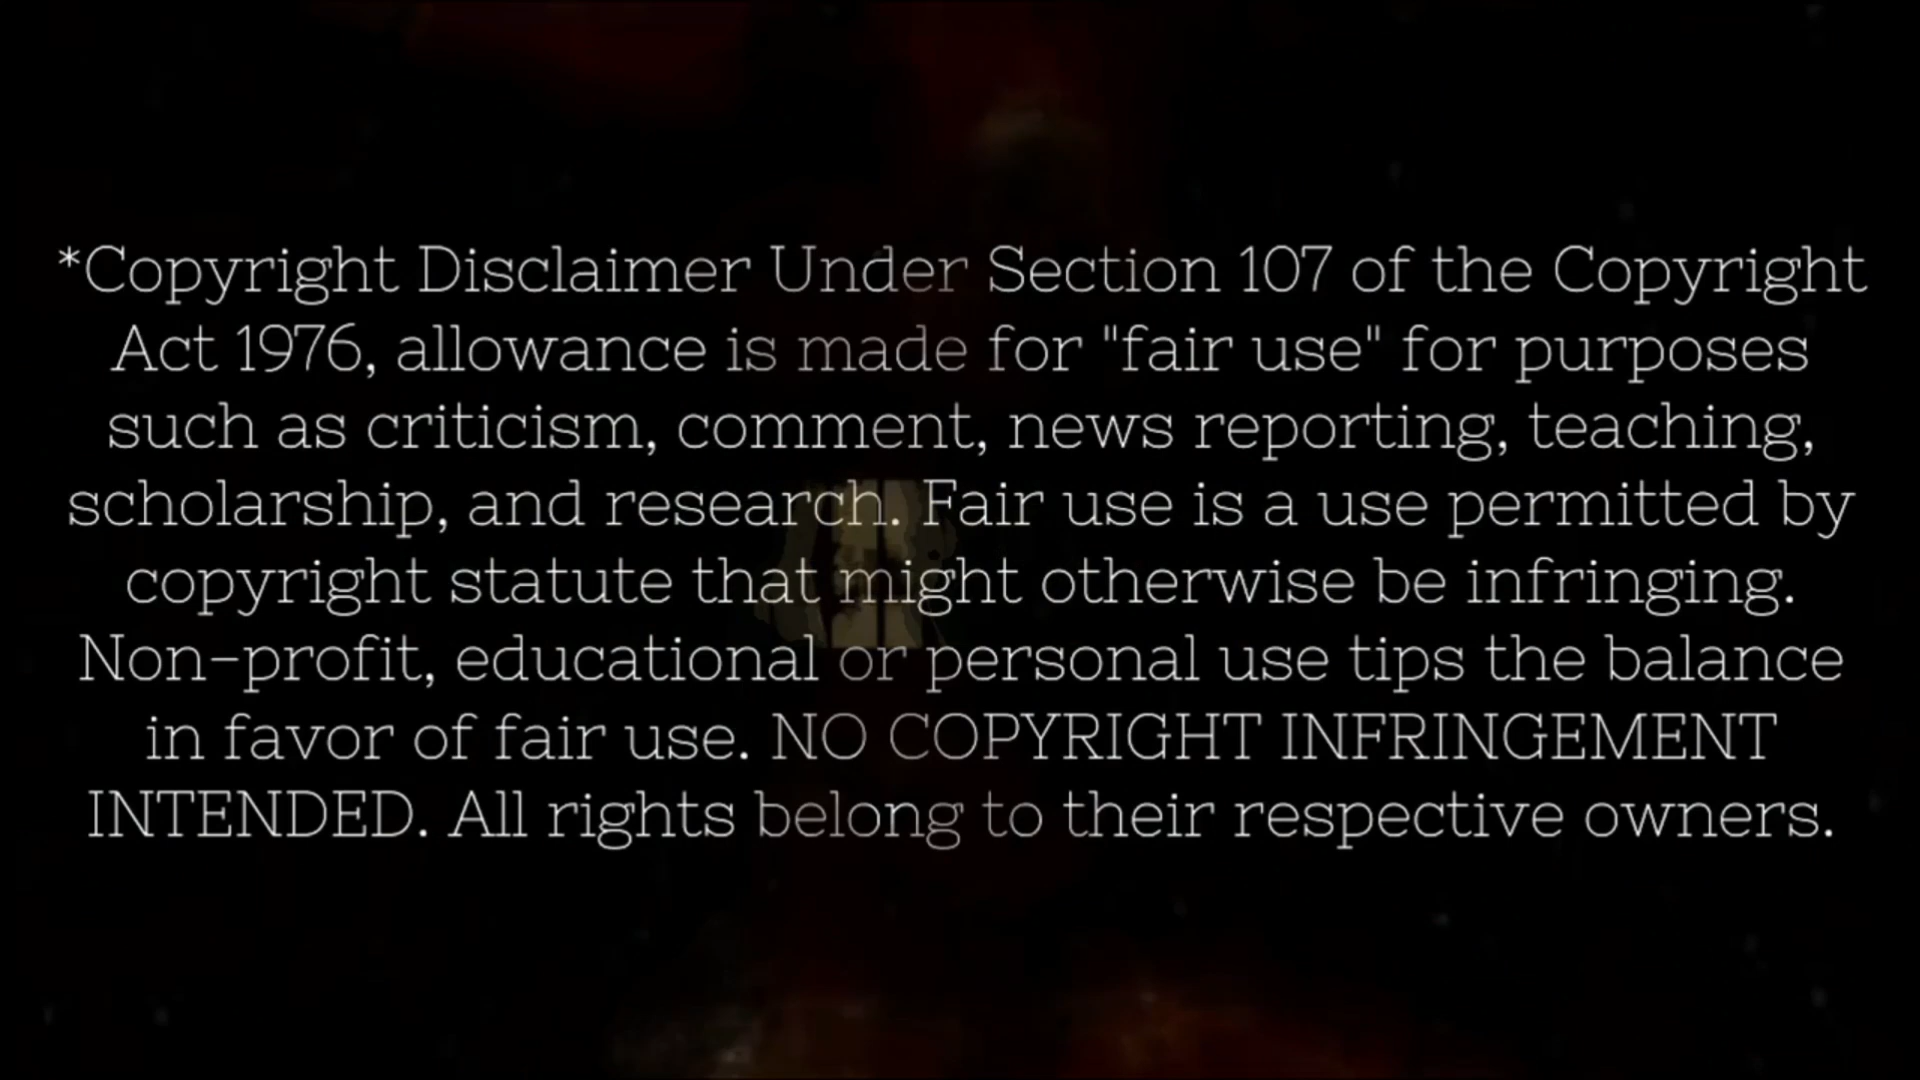 *Copyright Disclaimer Under Section 107 of the Copyright
Act 1976, allowance is made for "fair use" for purposes
such as criticism, comment, news reporting, teaching,
scholarship, and research. Fair use is a use permitted by
copyright statute that might otherwise be infringing.
Non-profit, educational or personal use tips the balance
in favor of fair use. NO COPYRIGHT INFRINGEMENT
INTENDED. All rights belong to their respective owners.